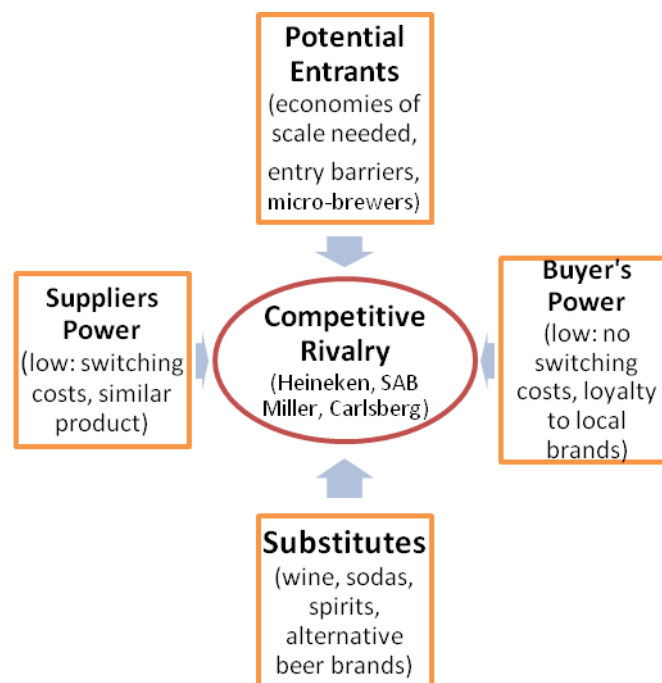 Potential
Entrants
(economies of
scale needed,
entry barriers,
micro-brewers)
Suppliers
Power
(low: switching
costs, similar
product)
Competitive
Rivalry
(Heineken, SAB
Miller, Carlsberg)
Buyer's
Power
(low: no
switching
costs, loyalty
to local
brands)
Substitutes
(wine, sodas,
spirits,
alternative
beer brands)